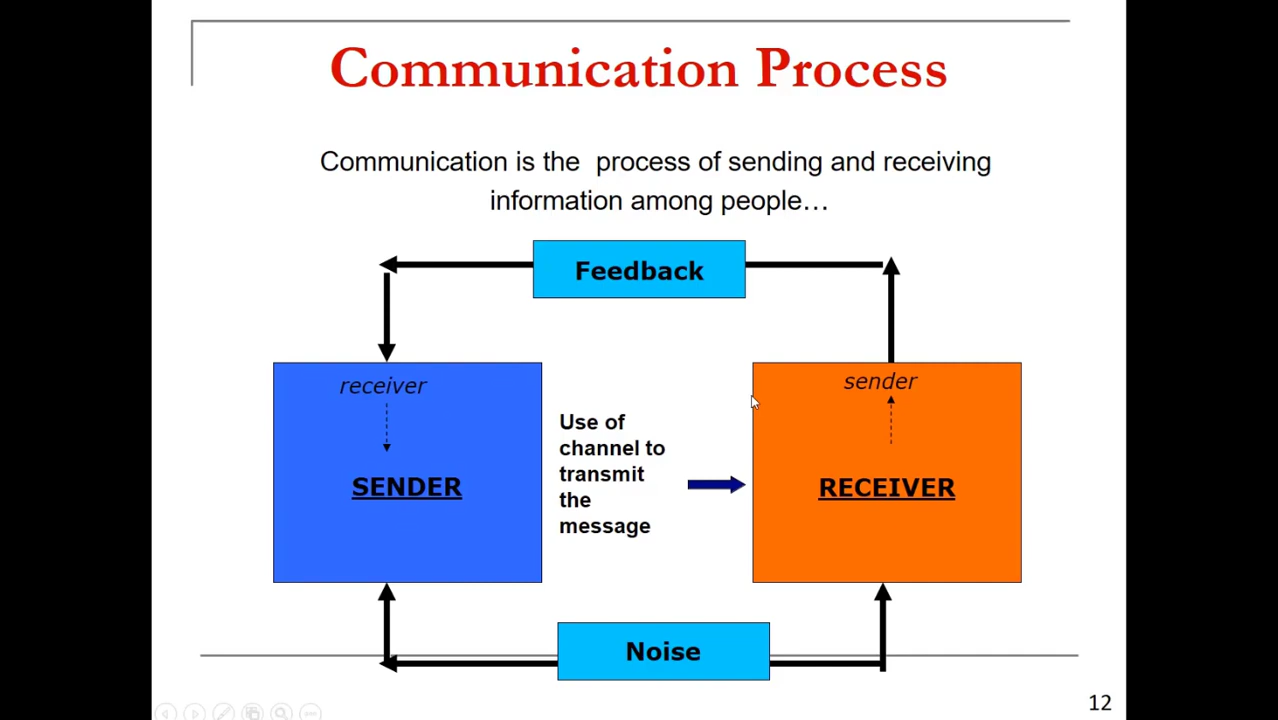 Communication Process
Communication is the process of sending and receiving
information among people…
Feedback
receiver
sender
Use of
channel to
transmit
the
message
SENDER
RECEIVER
Noise
12